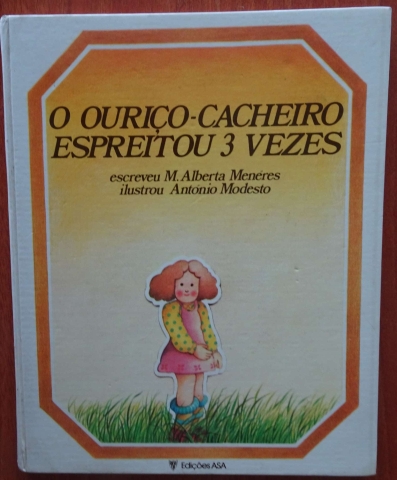 O OURIÇO-CACHEIRO
ESPREITOU 3 VEZES
escreveu M. Alberta Menéres
ilustrou António Modesto
Edições ASA